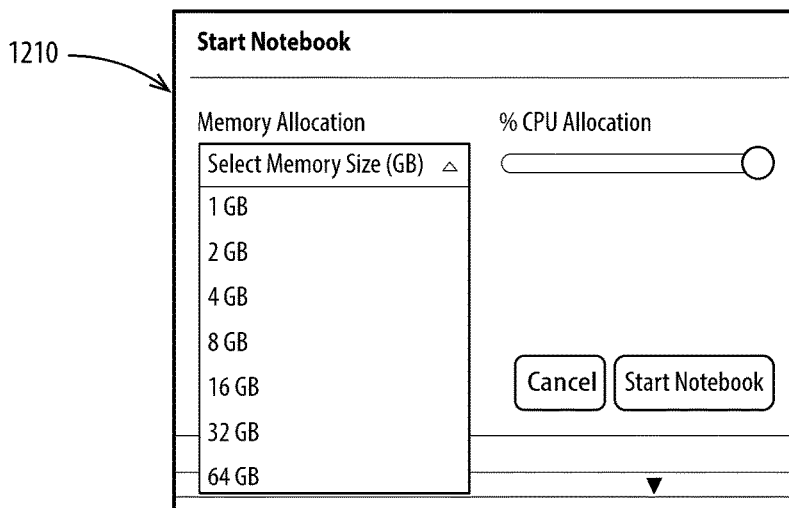 1210
Start Notebook
Memory Allocation
% CPU Allocation
Select Memory Size (GB)
1 GB
2 GB
4 GB
8 GB
16 GB
32 GB
64 GB
Cancel
Start Notebook